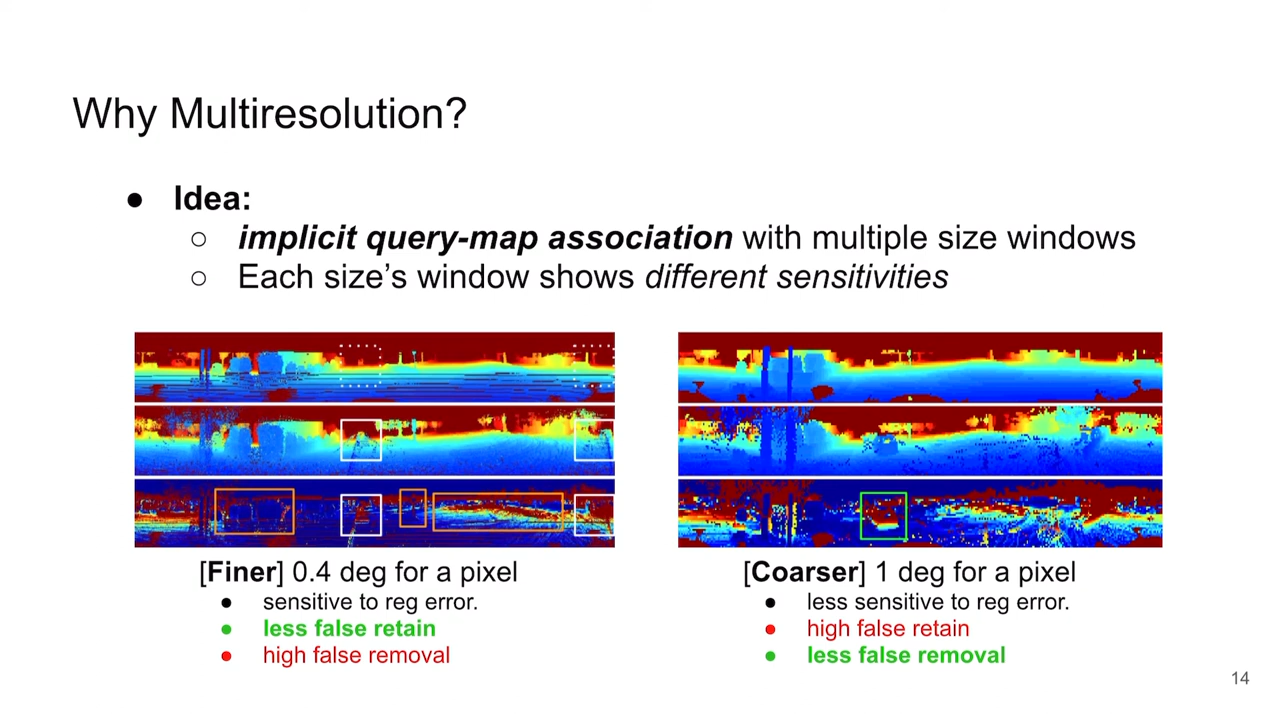 Why Multiresolution?
● Idea:
○ implicit query-map association with multiple size windows
○ Each size’s window shows different sensitivities
[Finer] 0.4 deg for a pixel
● sensitive to reg error.
● less false retain
● high false removal
[Coarser] 1 deg for a pixel
● less sensitive to reg error.
● high false retain
● less false removal
14